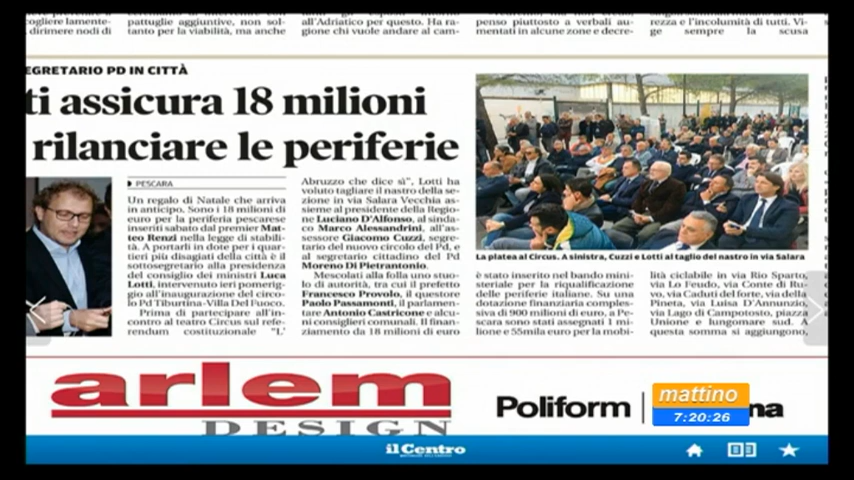 pattuglie aggiuntive, non sol-
all'Adriatico per questo. Ha ra-
penso piuttosto a verbali au-
rezza e l'incolumità di tutti. Vi-
dirimere nodi di
tanto per la viabilità, ma anche
gione chi vuole andare al cam-
mentati in alcune zone e decre-
ge sempre la scusa
EGRETARIO PD IN CITTÀ
ti assicura 18 milioni
rilanciare le periferie
PESCARA
Un regalo di Natale che arriva
in anticipo. Sono i 18 milioni di
euro per la periferia pescarese
inseriti sabato dal premier Mat-
teo Renzi nella legge di stabili-
tà. A portarli in dote per i quar-
tieri più disagiati della città è il
sottosegretario alla presidenza
del consiglio dei ministri Luca
Lotti, intervenuto ieri pomerig-
gio all'inaugurazione del circo-
lo Pd Tiburtina-Villa Del Fuoco.
Prima di partecipare all'in-
contro al teatro Circus sul refe-
rendum costituzionale "L'
Abruzzo che dice sì", Lotti ha
voluto tagliare il nastro della se-
zione in via Salara Vecchia as-
sieme al presidente della Regio-
ne Luciano D'Alfonso, al sinda-
co Marco Alessandrini, all'as-
sessore Giacomo Cuzzi, segre-
tario del nuovo circolo del Pd, e
al segretario cittadino del Pd
Moreno Di Pietrantonio.
Mescolati alla folla uno stuo-
lo di autorità, tra cui il prefetto
Francesco Provolo, il questore
Paolo Passamonti, il parlamen-
tare Antonio Castricone e alcu-
ni consiglieri comunali. Il finan-
ziamento da 18 milioni di euro
La platea al Circus. A sinistra, Cuzzi e Lotti al taglio del nastro in via Salara
è stato inserito nel bando mini-
steriale per la riqualificazione
delle periferie italiane. Su una
dotazione finanziaria comples-
siva di 900 milioni di euro, a Pe-
scara sono stati assegnati 1 mi-
lione e 55mila euro per la mobi-
lità ciclabile in via Rio Sparto,
via Lo Feudo, via Conte di Ru-
vo, via Caduti del forte, via della
Pineta, via Luisa D'Annunzio,
via Lago di Campotosto, piazza
Unione e lungomare sud. A
questa somma si aggiungono,
arlem
DESIGN
Poliform
na
mattino
7:20:26
il Centro